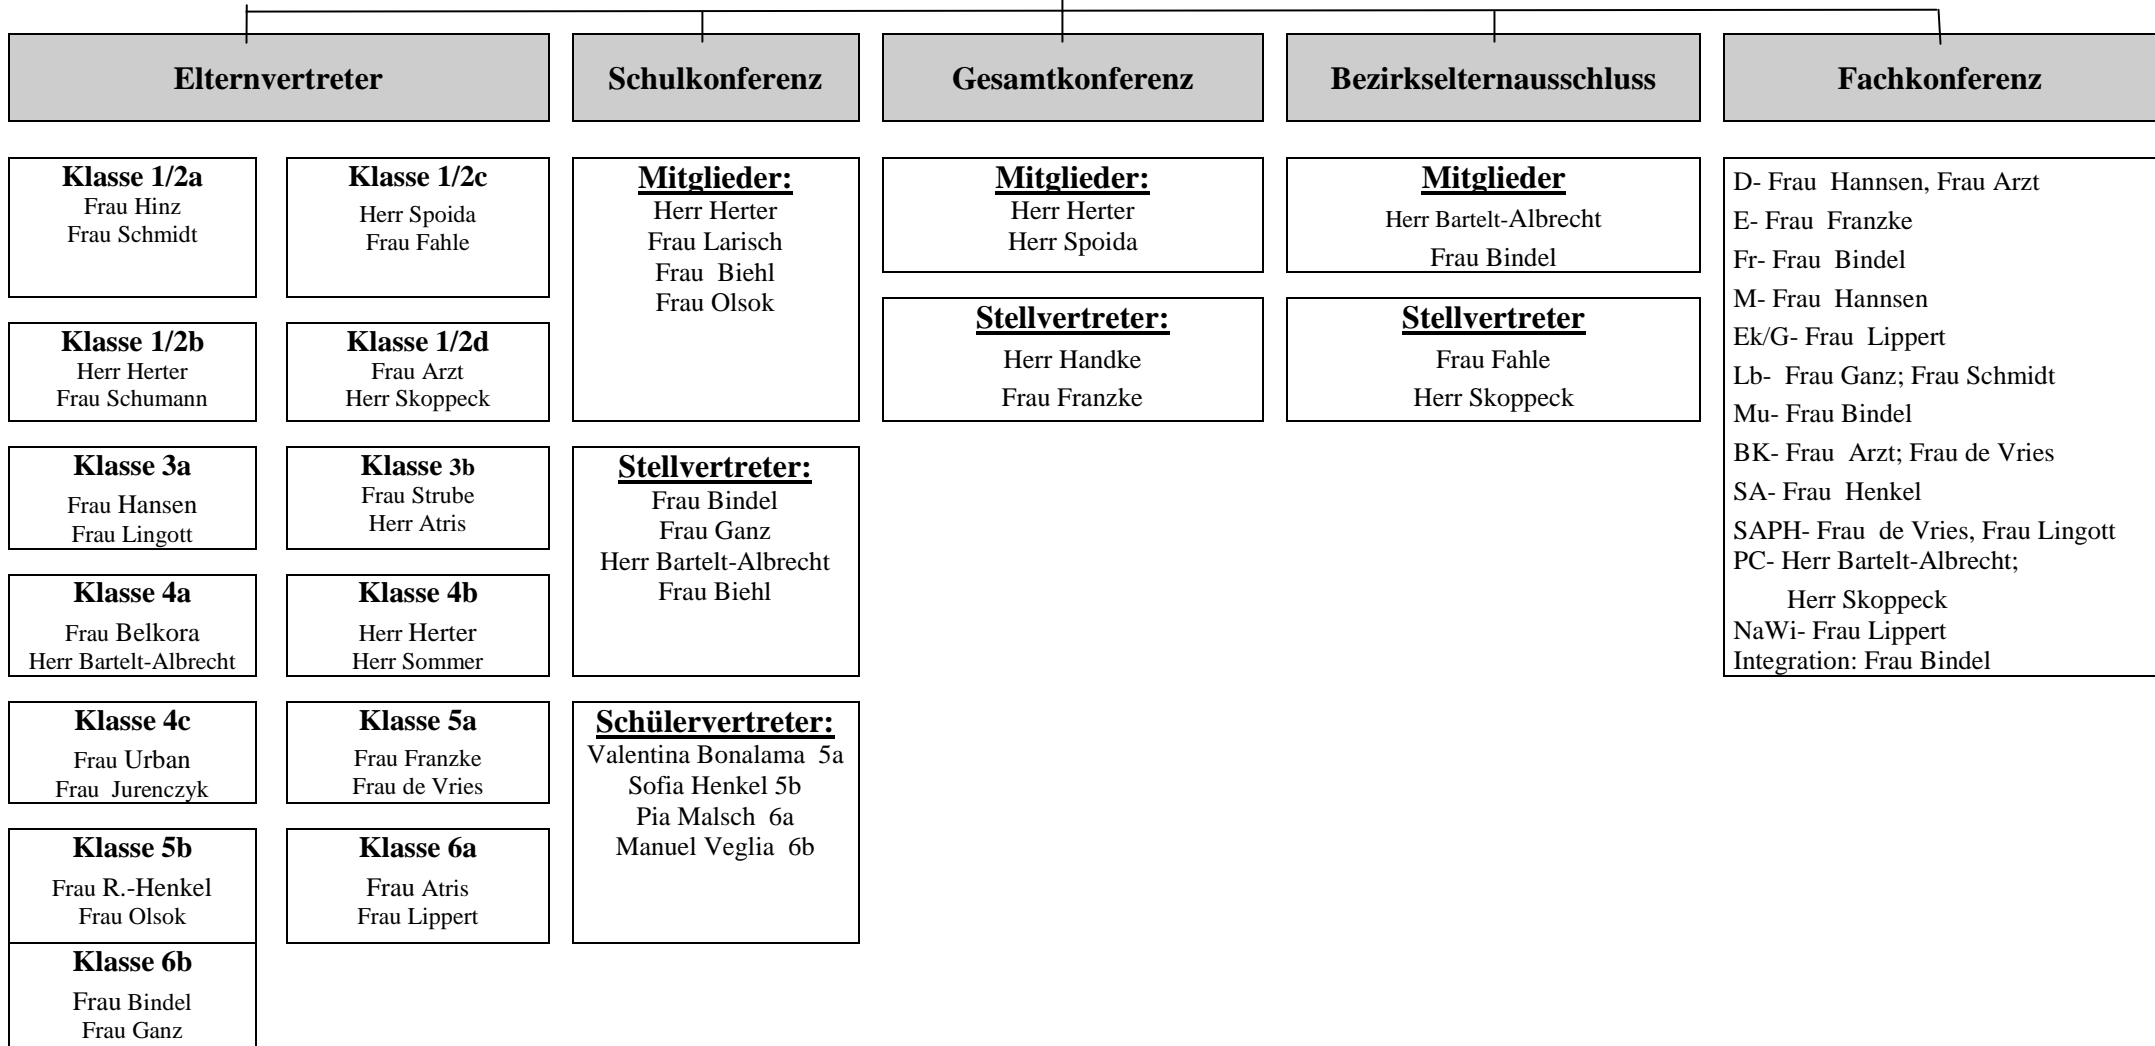 Elternvertreter
Schulkonferenz
Gesamtkonferenz
Bezirkselternausschluss
Fachkonferenz
Klasse 1/2a
Frau Hinz
Frau Schmidt
Klasse 1/2c
Herr Spoida
Frau Fahle
Klasse 1/2b
Herr Herter
Frau Schumann
Klasse 1/2d
Frau Arzt
Herr Skoppeck
Klasse 3a
Frau Hansen
Frau Lingott
Klasse 3b
Frau Strube
Herr Atris
Klasse 4a
Frau Belkora
Herr Bartelt-Albrecht
Klasse 4b
Herr Herter
Herr Sommer
Klasse 4c
Frau Urban
Frau Jurenczyk
Klasse 5a
Frau Franzke
Frau de Vries
Klasse 5b
Frau R.-Henkel
Frau Olsok
Klasse 6a
Frau Atris
Frau Lippert
Klasse 6b
Frau Bindel
Frau Ganz
Mitglieder:
Herr Herter
Frau Larisch
Frau Biehl
Frau Olsok
Stellvertreter:
Frau Bindel
Frau Ganz
Herr Bartelt-Albrecht
Frau Biehl
Schülervertreter:
Valentina Bonalama 5a
Sofia Henkel 5b
Pia Malsch 6a
Manuel Veglia 6b
Mitglieder:
Herr Herter
Herr Spoida
Stellvertreter:
Herr Handke
Frau Franzke
Mitglieder
Herr Bartelt-Albrecht
Frau Bindel
Stellvertreter
Frau Fahle
Herr Skoppeck
D- Frau Hannsen, Frau Arzt
E- Frau Franzke
Fr- Frau Bindel
M- Frau Hannsen
Ek/G- Frau Lippert
Lb- Frau Ganz; Frau Schmidt
Mu- Frau Bindel
BK- Frau Arzt; Frau de Vries
SA- Frau Henkel
SAPH- Frau de Vries, Frau Lingott
PC- Herr Bartelt-Albrecht;
Herr Skoppeck
NaWi- Frau Lippert
Integration: Frau Bindel